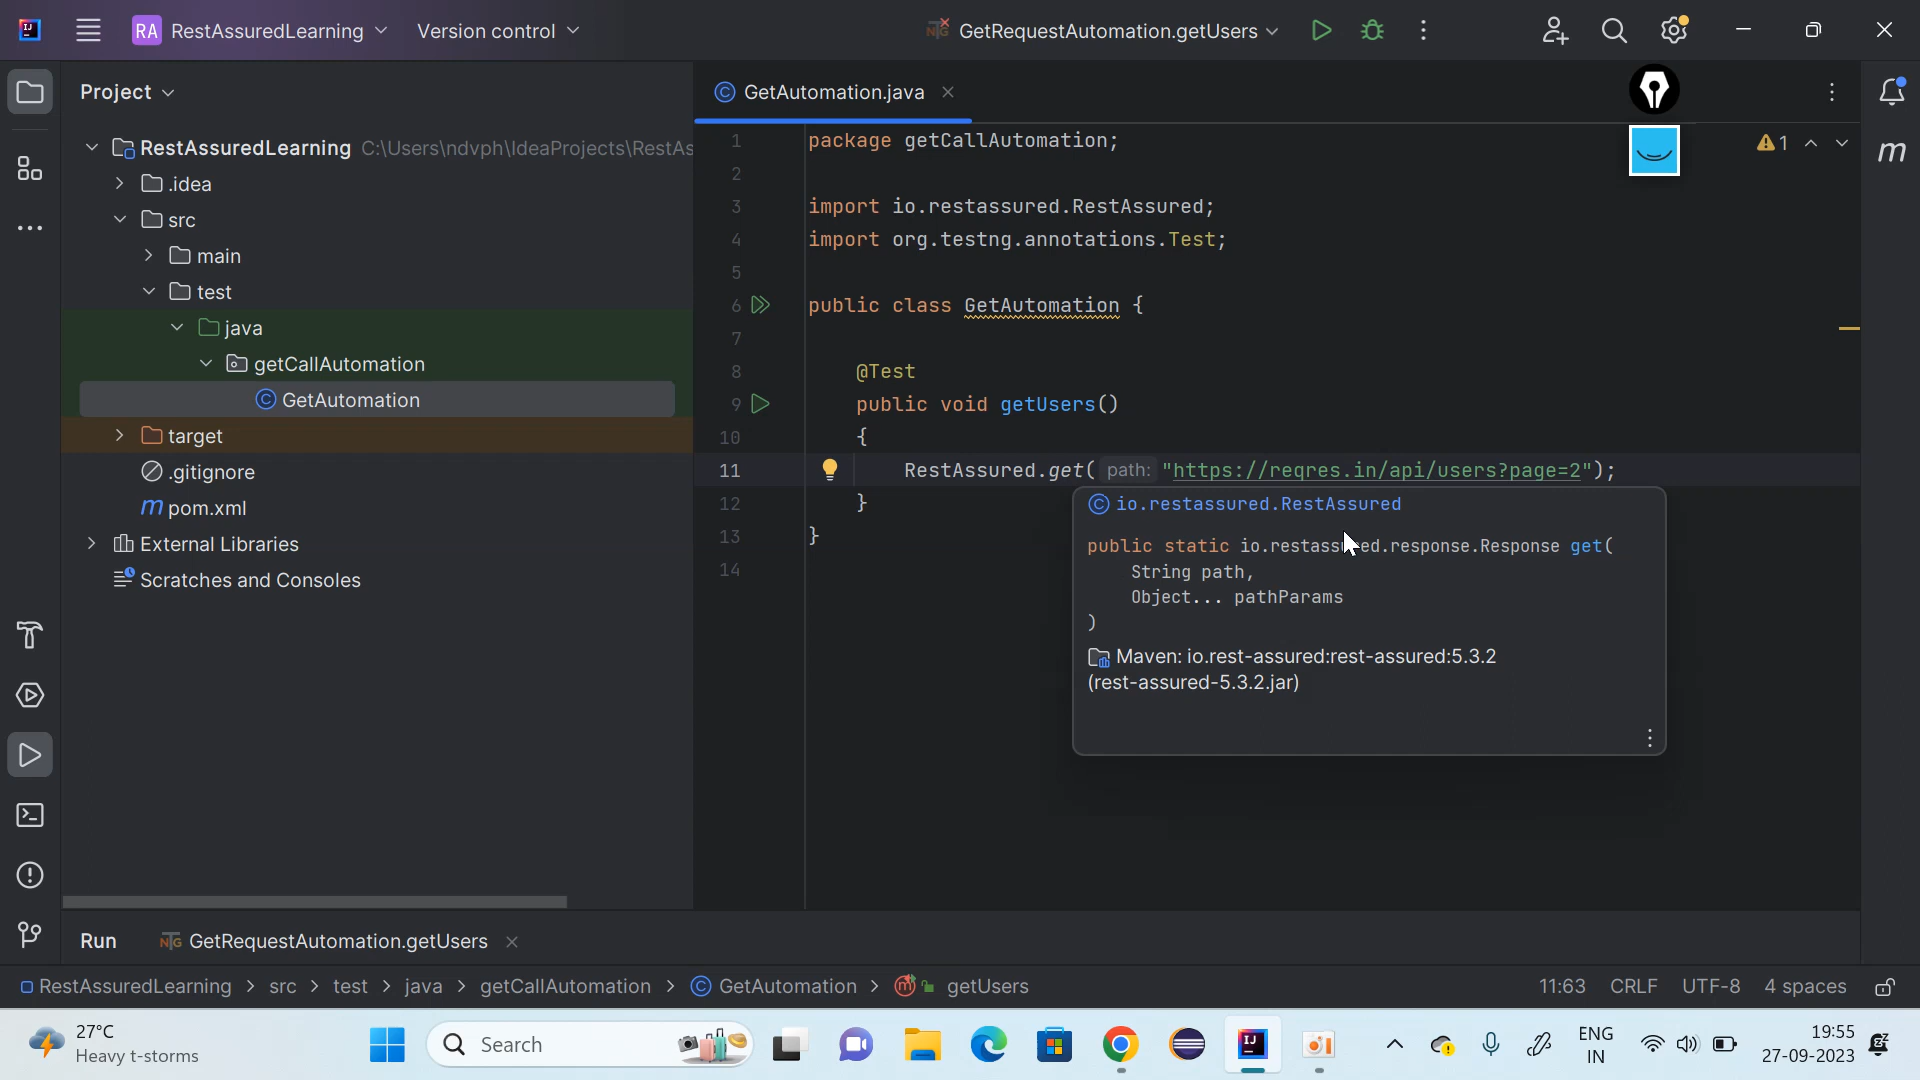 RA RestAssuredLearning Version control GetRequestAutomation.getUsers
Project
GetAutomation.java
RestAssuredLearning C:\Users\ndvph\IdeaProjects\RestAs
.idea
src
main
test
java
getCallAutomation
GetAutomation
target
.gitignore
m pom.xml
External Libraries
Scratches and Consoles
1 package getCallAutomation;
2
3 import io.restassured.RestAssured;
4 import org.testng.annotations.Test;
5
6 public class GetAutomation {
7
8 @Test
9 public void getUsers()
10 {
11 RestAssured.get( path: "https://reqres.in/api/users?page=2");
12 }
13 }
14
1
m
io.restassured.RestAssured
public static io.restassured.response.Response get(
String path,
Object... pathParams
)
Maven: io.rest-assured:rest-assured:5.3.2
(rest-assured-5.3.2.jar)
Run GetRequestAutomation.getUsers
RestAssuredLearning > src > test > java > getCallAutomation > GetAutomation > getUsers
11:63 CRLF UTF-8 4 spaces
27°C
Heavy t-storms
Search
ENG
IN
19:55
27-09-2023